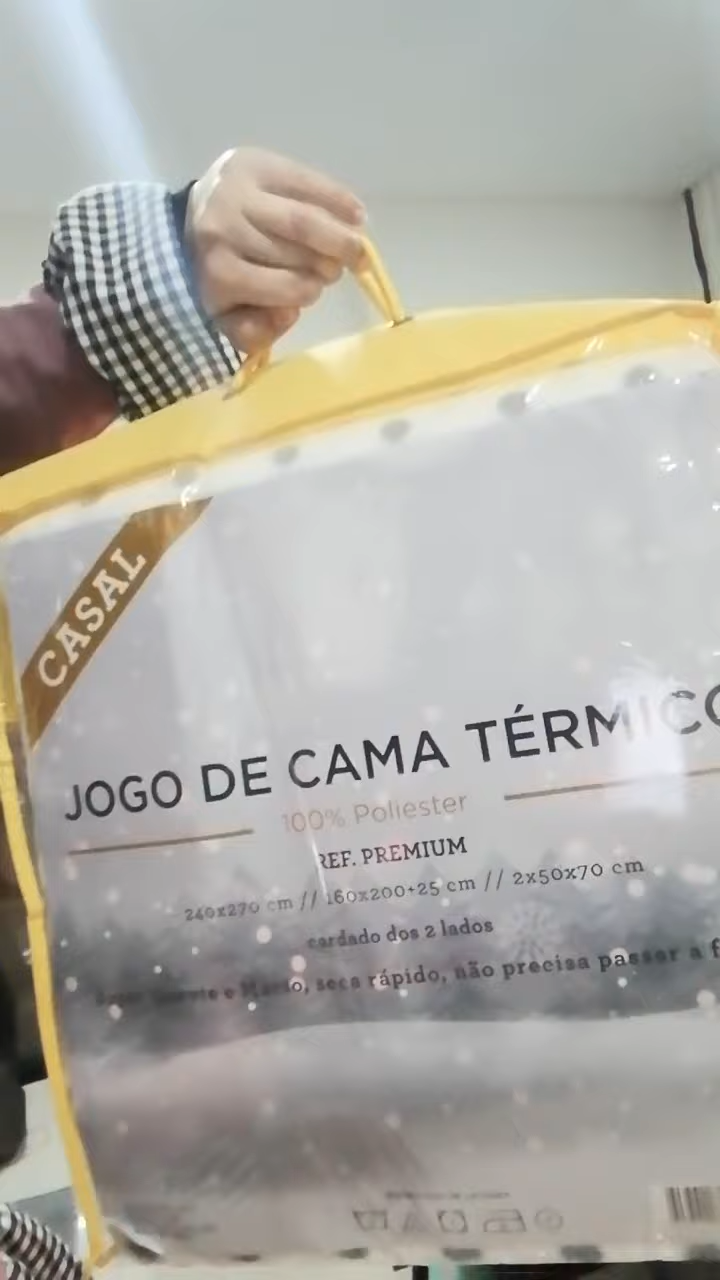 CASAL
JOGO DE CAMA TÉRMICO
100% Poliester
REF. PREMIUM
240x270 cm // 160x200+25 cm // 2x50x70 cm
cardado dos 2 lados
e Macio, seca rápido, não precisa passar a f